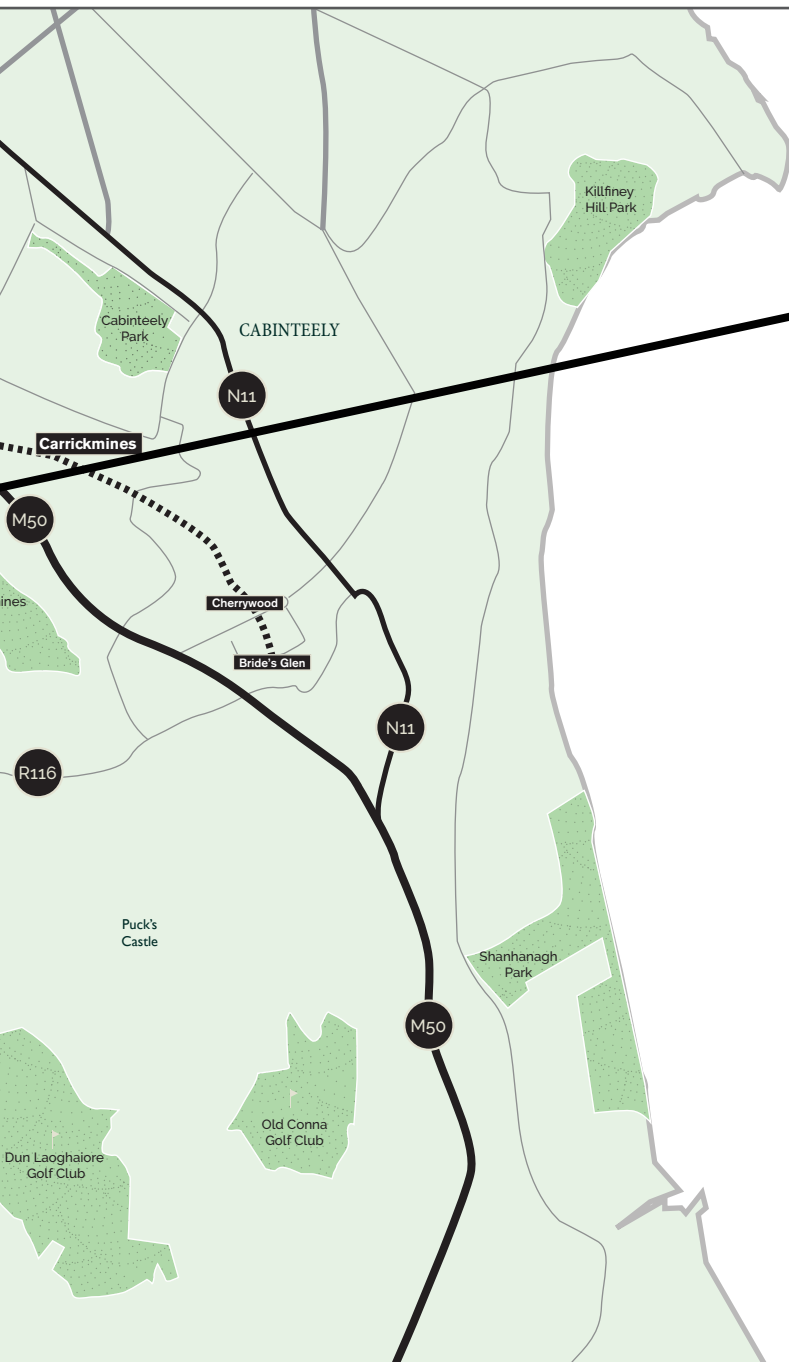 Killfiney
Hill Park
Cabinteely
Park
CABINTEELY
N11
Carrickmines
M50
ines
Cherrywood
Bride's Glen
N11
R116
Puck's
Castle
Shanhanagh
Park
M50
Old Conna
Golf Club
Dun Laoghaiore
Golf Club